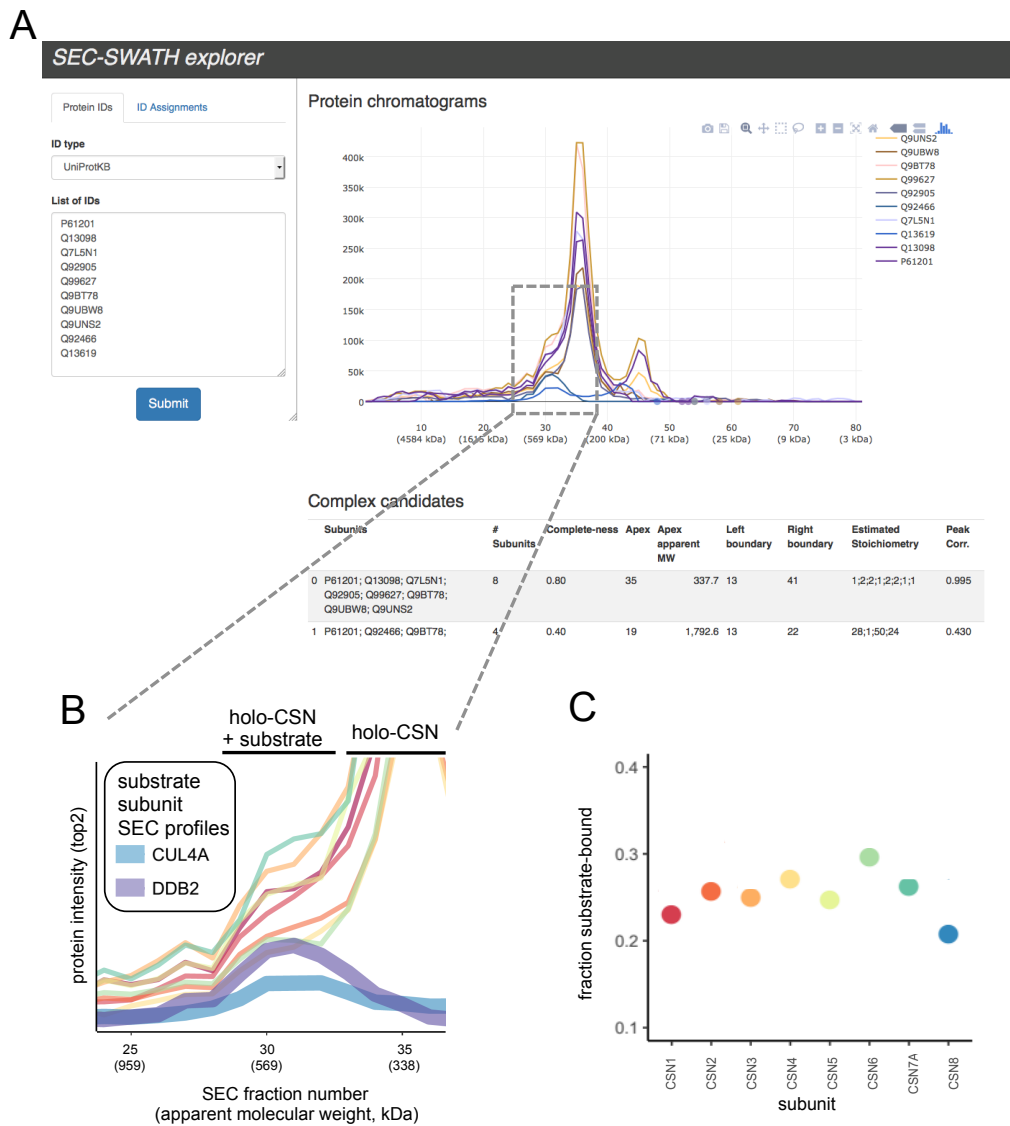 A
SEC-SWATH explorer
Protein IDs
ID Assignments
ID type
UniProtKB
List of IDs
P61201
Q13098
Q7L5N1
Q92905
Q99627
Q9BT78
Q9UBW8
Q9UNS2
Q92466
Q13619
Submit
Protein chromatograms
400k
350k
300k
250k
200k
150k
100k
50k
0
10 20 30 40 50 60 70 80
(4584 kDa) (1615 kDa) (569 kDa) (200 kDa) (71 kDa) (25 kDa) (9 kDa) (3 kDa)
Q9UNS2
Q9UBW8
Q9BT78
Q99627
Q92905
Q92466
Q7L5N1
Q13619
Q13098
P61201
Complex candidates
Subunits # Subunits Complete-ness Apex Apex apparent MW Left boundary Right boundary Estimated Stoichiometry Peak Corr.
0 P61201; Q13098; Q7L5N1; 8 0.80 35 337.7 13 41 1;2;2;1;2;2;1;1 0.995
Q92905; Q99627; Q9BT78;
Q9UBW8; Q9UNS2
1 P61201; Q92466; Q9BT78; 4 0.40 19 1,792.6 13 22 28;1;50;24 0.430
B
holo-CSN
+ substrate
holo-CSN
substrate
subunit
SEC profiles
CUL4A
DDB2
protein intensity (top2)
25 30 35
(959) (569) (338)
SEC fraction number
(apparent molecular weight, kDa)
C
fraction substrate-bound
0.4
0.3
0.2
0.1
CSN1
CSN2
CSN3
CSN4
CSN5
CSN6
CSN7A
CSN8
subunit